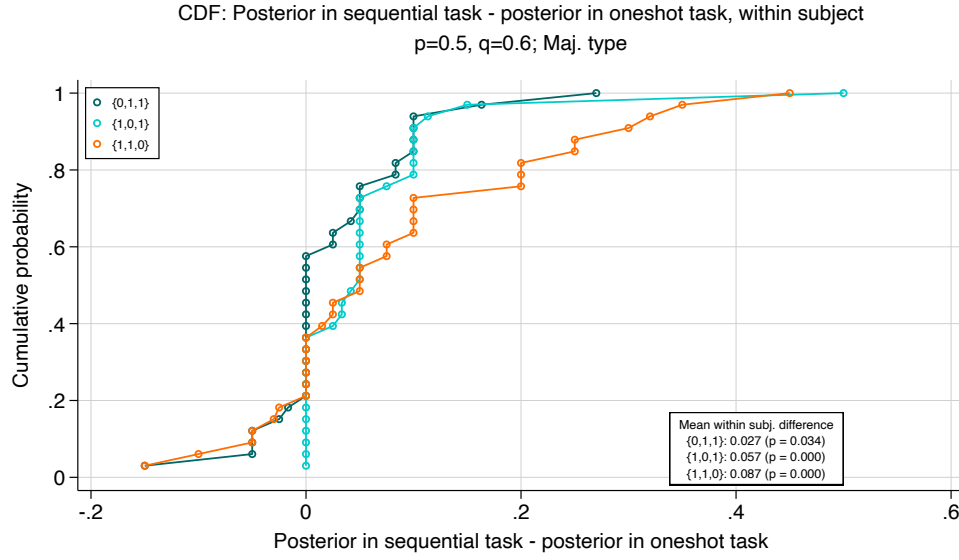 CDF: Posterior in sequential task - posterior in oneshot task, within subject
p=0.5, q=0.6; Maj. type
{0,1,1}
{1,0,1}
{1,1,0}
Cumulative probability
1
.8
.6
.4
.2
0
Mean within subj. difference
{0,1,1}: 0.027 (p = 0.034)
{1,0,1}: 0.057 (p = 0.000)
{1,1,0}: 0.087 (p = 0.000)
-.2 0 .2 .4 .6
Posterior in sequential task - posterior in oneshot task